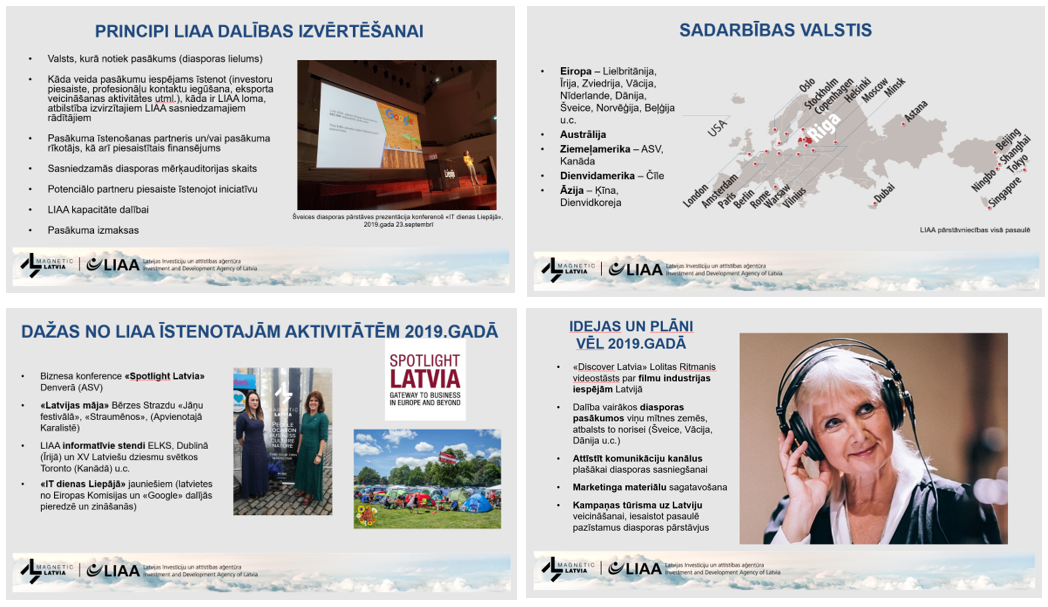 PRINCIPI LIAA DALĪBAS IZVĒRTĒŠANAI
• Valsts, kurā notiek pasākums (diasporas lielums)
• Kāda veida pasākumu iespējams īstenot (investoru
piesaiste, profesionāļu kontaktu iegūšana, eksporta
veicināšanas aktivitātes utml.), kāda ir LIAA loma,
atbilstība izvirzītajiem LIAA sasniedzamajiem
rādītājiem
• Pasākuma īstenošanas partneris un/vai pasākuma
rīkotājs, kā arī piesaistītais finansējums
• Sasniedzamās diasporas mērķauditorijas skaits
• Potenciālo partneru piesaiste īstenojot iniciatīvu
• LIAA kapacitāte dalībai
• Pasākuma izmaksas
Google
Liepāja
Šveices diasporas pārstāves prezentācija konferencē «IT dienas Liepājā»,
2019.gada 23.septembrī
MAGNETIC
LATVIA
LIAA
Latvijas Investīciju un attīstības aģentūra
Investment and Development Agency of Latvia
SADARBĪBAS VALSTIS
• Eiropa – Lielbritānija,
Īrija, Zviedrija, Vācija,
Nīderlande, Dānija,
Šveice, Norvēģija, Beļģija
u.c.
• Austrālija
• Ziemeļamerika – ASV,
Kanāda
• Dienvidamerika – Čīle
• Āzija – Ķīna,
Dienvidkoreja
USA
Oslo
Stockholm
Copenhagen
Helsinki
Moscow
Minsk
Riga
Astana
Beijing
Shanghai
Tokyo
Ningbo
Singapore
Dubai
London
Amsterdam
Paris
Berlin
Rome
Warsaw
Vilnius
LIAA pārstāvniecības visā pasaulē
MAGNETIC
LATVIA
LIAA
Latvijas Investīciju un attīstības aģentūra
Investment and Development Agency of Latvia
DAŽAS NO LIAA ĪSTENOTAJĀM AKTIVITĀTĒM 2019.GADĀ
• Biznesa konference «Spotlight Latvia»
Denverā (ASV)
• «Latvijas māja» Bērzes Strazdu «Jāņu
festivālā», «Straumēnos», (Apvienotajā
Karalistē)
• LIAA informatīvie stendi ELKS, Dublinā
(Īrijā) un XV Latviešu dziesmu svētkos
Toronto (Kanādā) u.c.
• «IT dienas Liepājā» jauniešiem (latvietes
no Eiropas Komisijas un «Google» dalījās
pieredzē un zināšanās)
MAGNETIC
LATVIA
PEOPLE
LOCATION
BUSINESS
CULTURE
NATURE
SPOTLIGHT
LATVIA
GATEWAY TO BUSINESS
IN EUROPE AND BEYOND
MAGNETIC
LATVIA
LIAA
Latvijas Investīciju un attīstības aģentūra
Investment and Development Agency of Latvia
IDEJAS UN PLĀNI
VĒL 2019.GADĀ
• «Discover Latvia» Lolitas Ritmanis
videostāsts par filmu industrijas
iespējām Latvijā
• Dalība vairākos diasporas
pasākumos viņu mītnes zemēs,
atbalsts to norisei (Šveice, Vācija,
Dānija u.c.)
• Attīstīt komunikāciju kanālus
plašākai diasporas sasniegšanai
• Marketinga materiālu sagatavošana
• Kampaņas tūrisma uz Latviju
veicināšanai, iesaistot pasaulē
pazīstamus diasporas pārstāvjus
MAGNETIC
LATVIA
LIAA
Latvijas Investīciju un attīstības aģentūra
Investment and Development Agency of Latvia